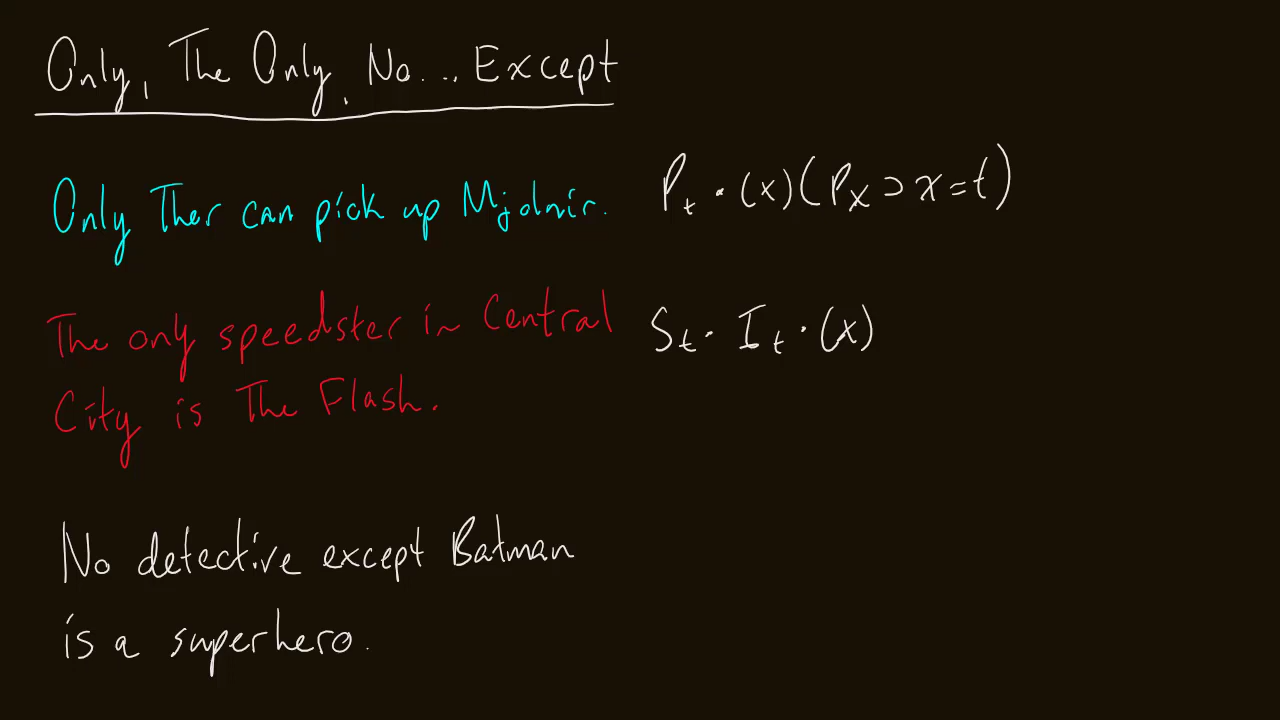 Only, The Only, No... Except
Only Thor can pick up Mjolnir.
Pt · (x)(Px ⊃ x=t)
The only speedster in Central
City is The Flash.
St · It · (x)
No detective except Batman
is a superhero.